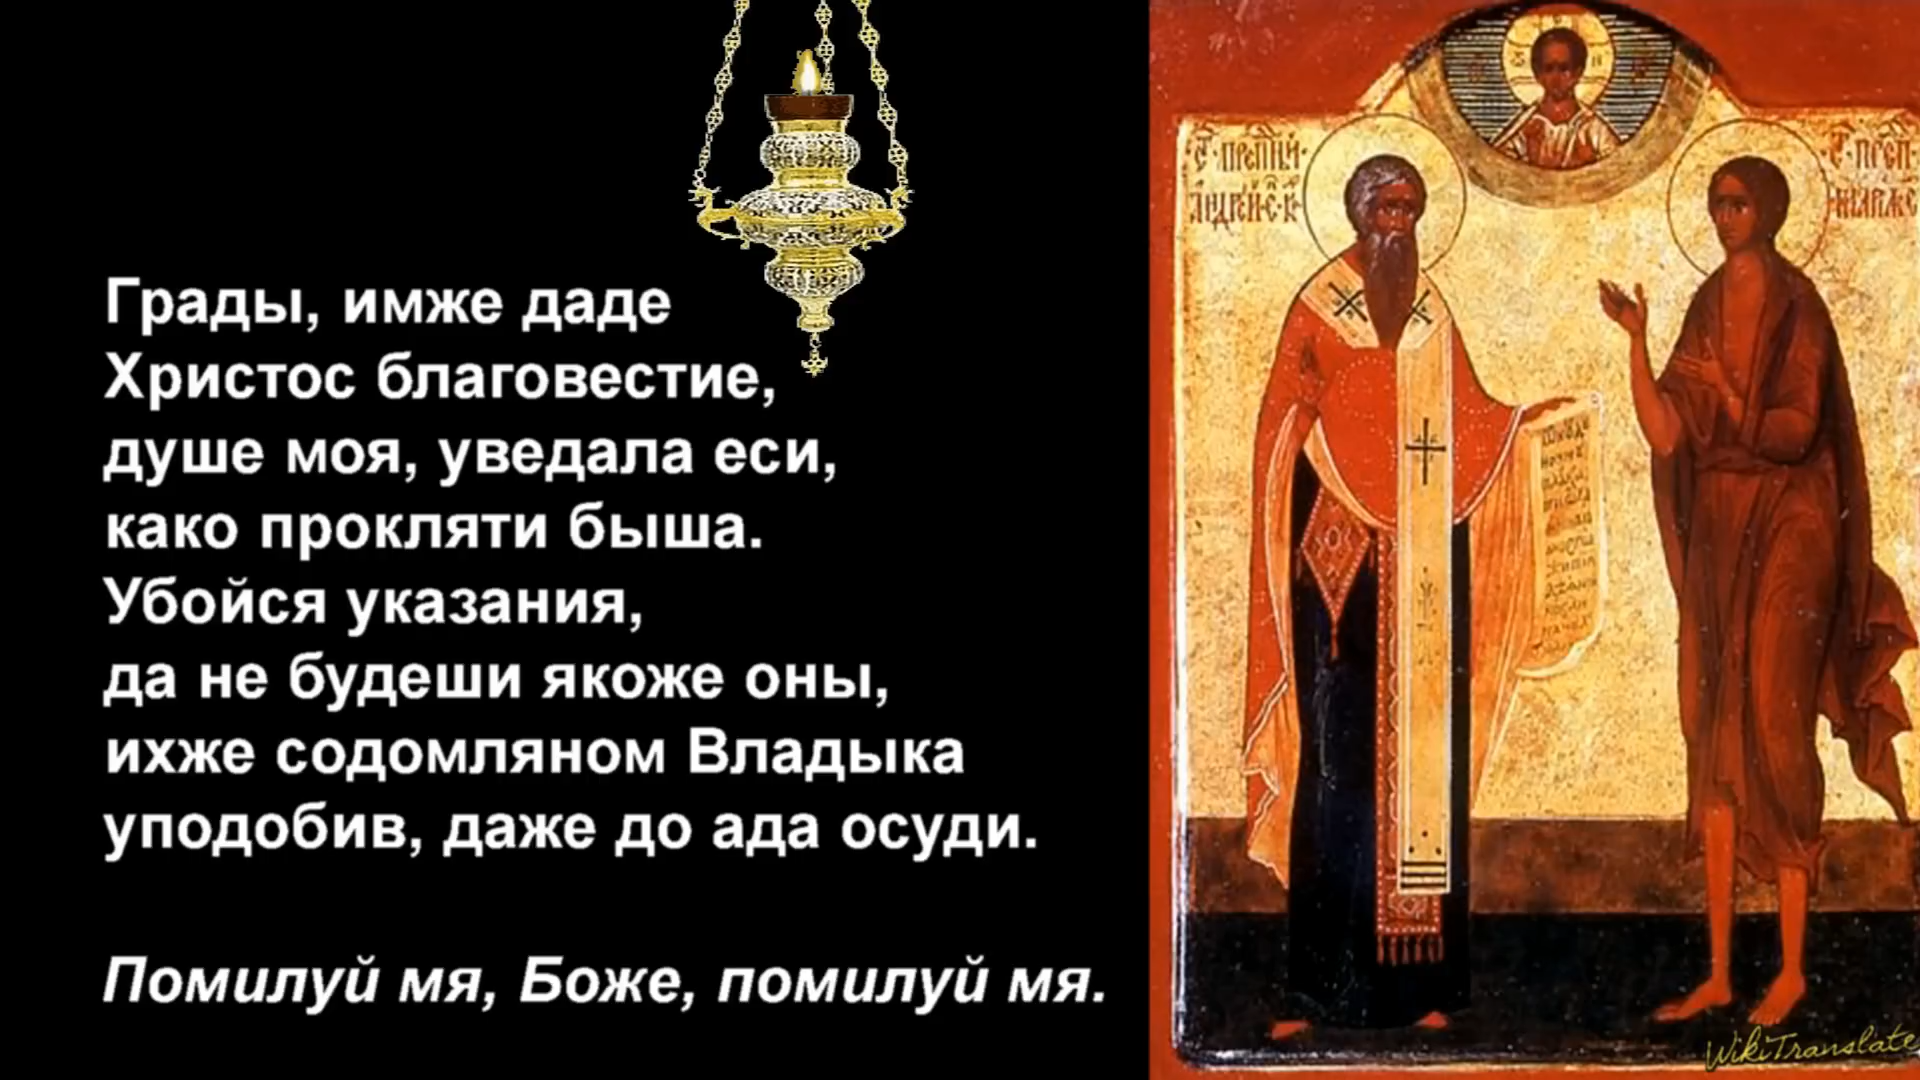 Грады, имже даде
Христос благовестие,
душе моя, уведала еси,
како прокляти быша.
Убойся указания,
да не будеши якоже оны,
ихже содомляном Владыка
уподобив, даже до ада осуди.
Помилуй мя, Боже, помилуй мя.
WikiTranslate